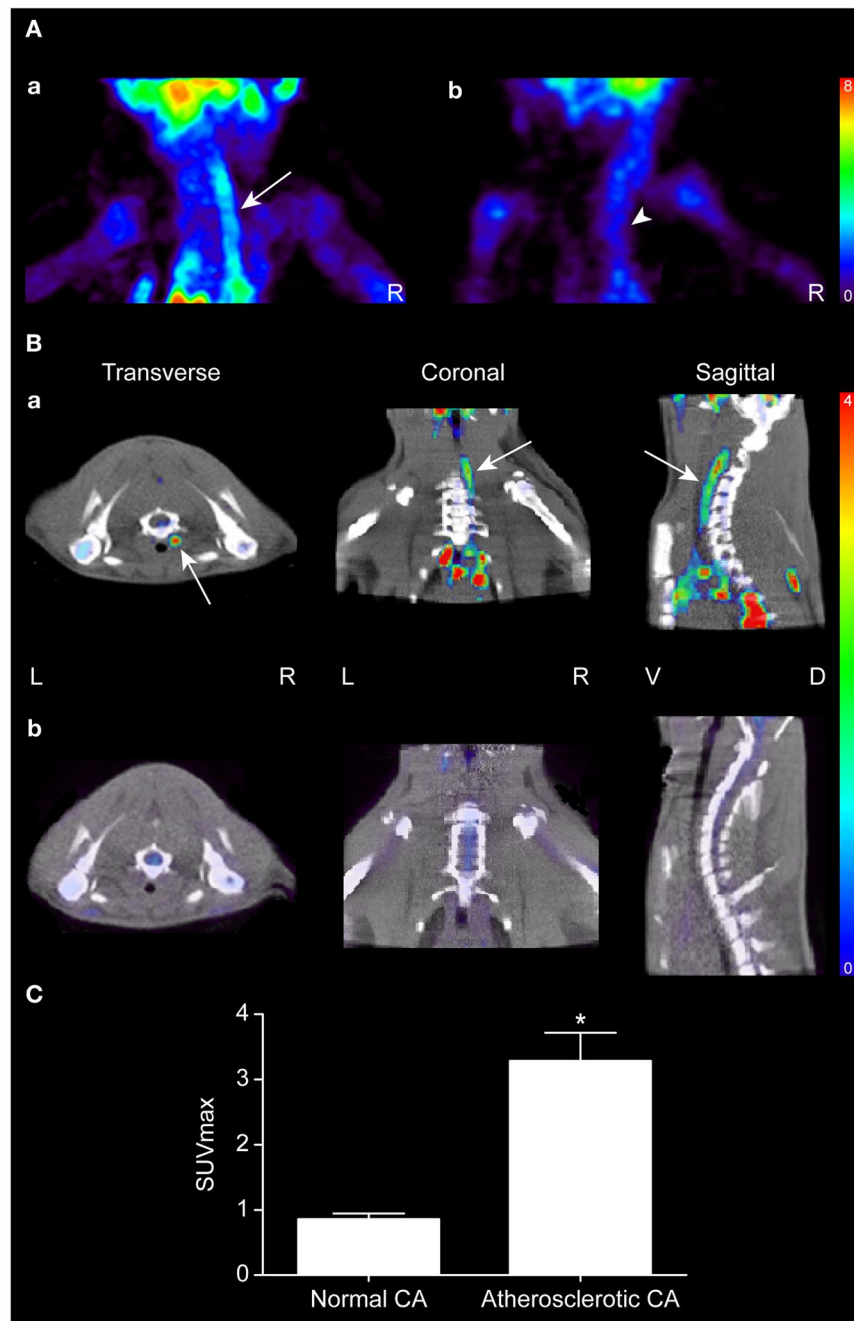 A
a
b
8
0
R
R
B
Transverse
Coronal
Sagittal
a
4
L
R
L
R
V
D
b
0
C
4
*
3
2
1
0
SUVmax
Normal CA
Atherosclerotic CA